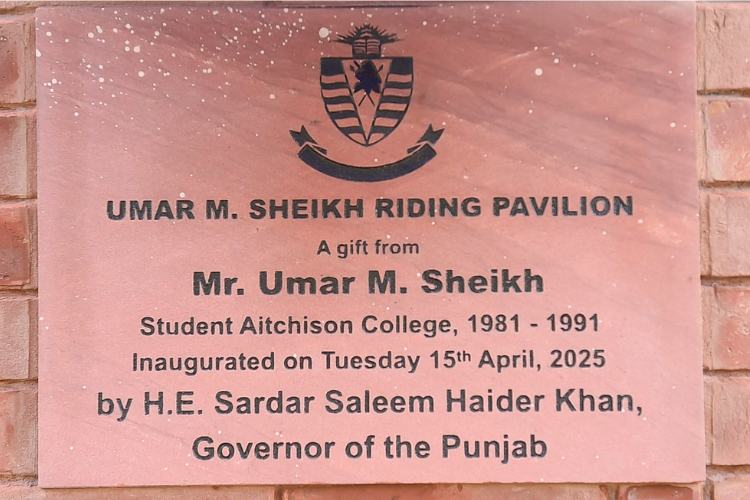 UMAR M. SHEIKH RIDING PAVILION
A gift from
Mr. Umar M. Sheikh
Student Aitchison College, 1981 - 1991
Inaugurated on Tuesday 15th April, 2025
by H.E. Sardar Saleem Haider Khan,
Governor of the Punjab